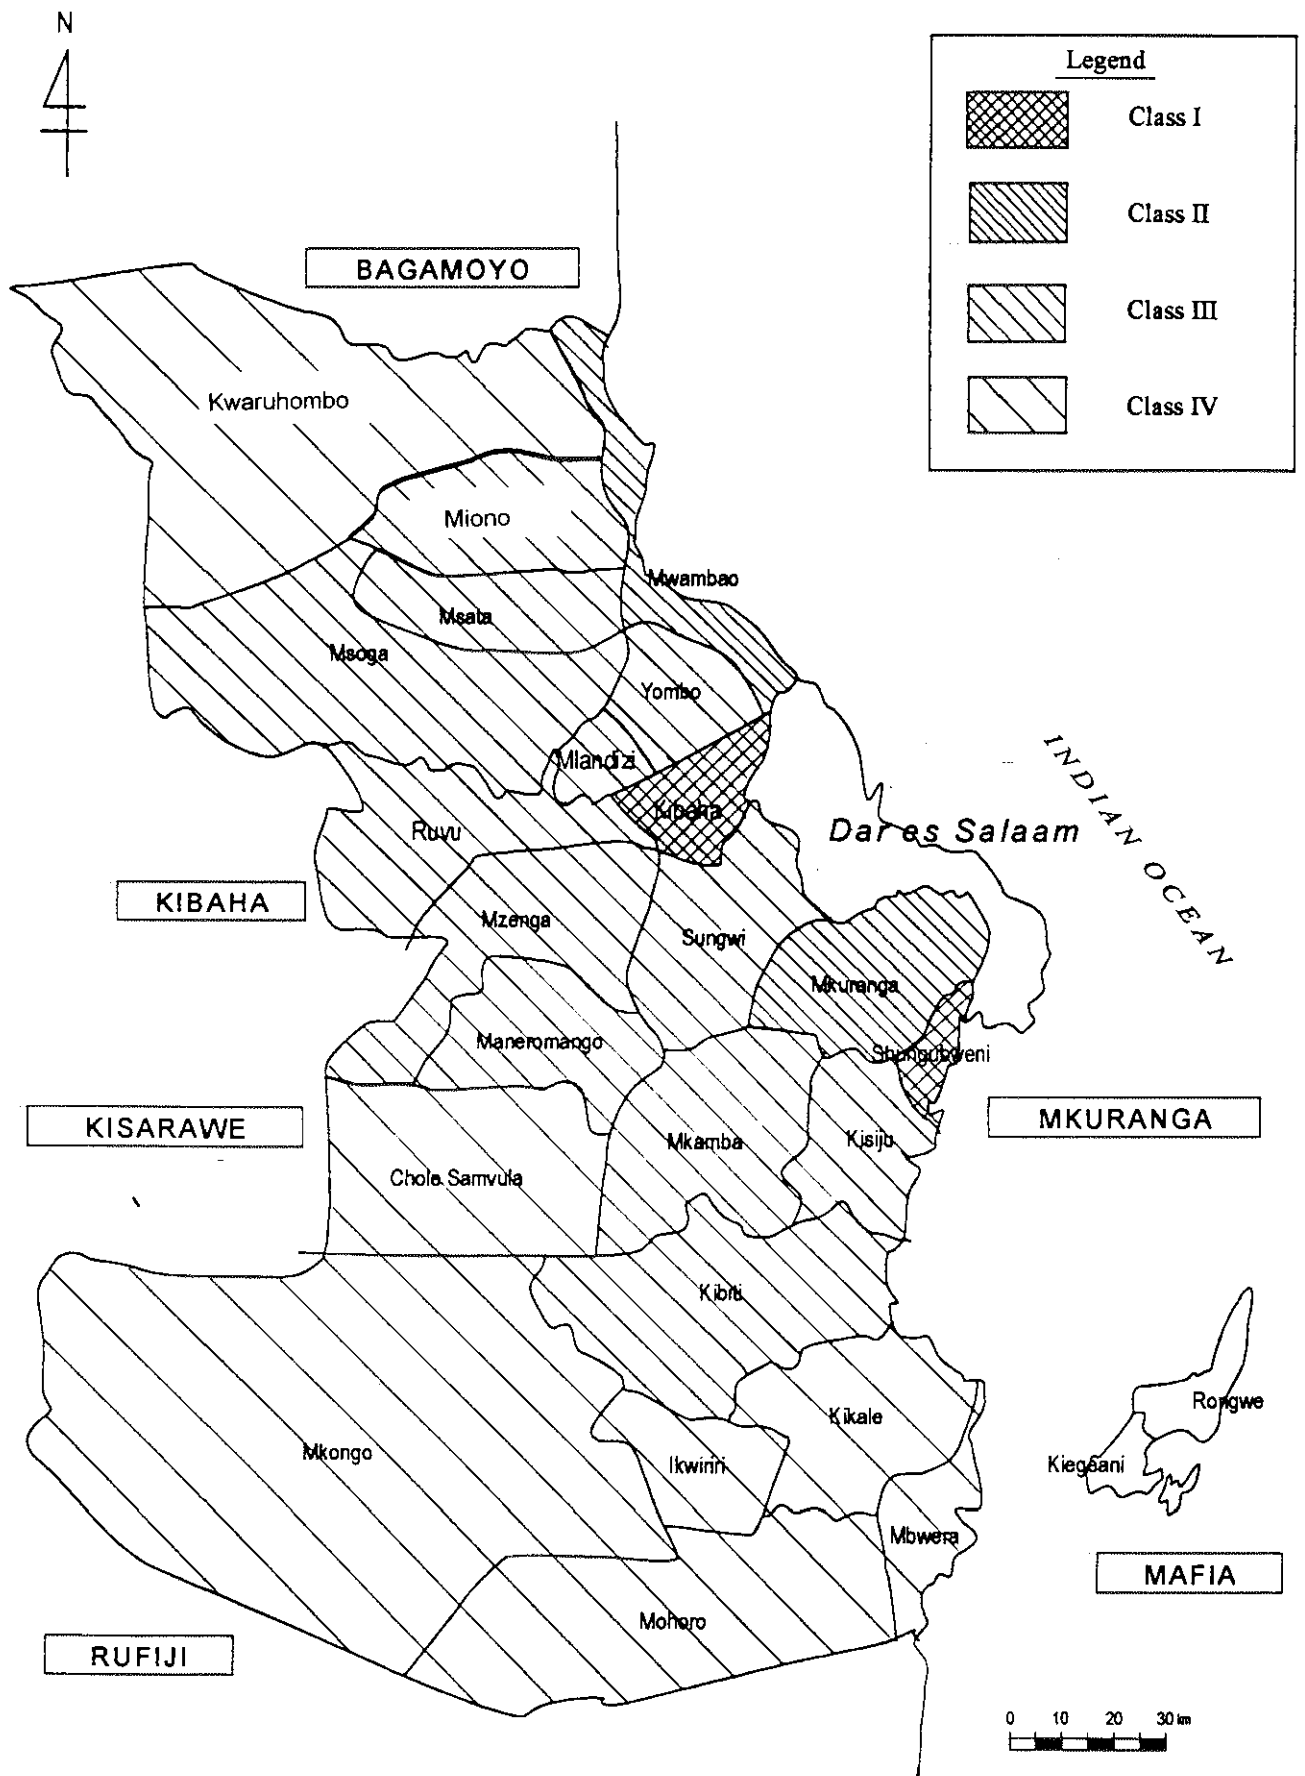 N
Legend
Class I
Class II
Class III
Class IV
BAGAMOYO
Kwaruhombo
Miono
Mwambao
Msata
Msoga
Yombo
Mlandizi
Kibaha
INDIAN OCEAN
Dar es Salaam
Ruvu
KIBAHA
Mzenga
Sungwi
Mkuranga
Maneromango
Shungubweni
KISARAWE
MKURANGA
Mkamba
Kisiju
Chole Samvula
Kibiti
Rongwe
Kikale
Mkongo
Ikwiriri
Kiegeani
Mbwera
MAFIA
Mohoro
RUFIJI
0 10 20 30 km